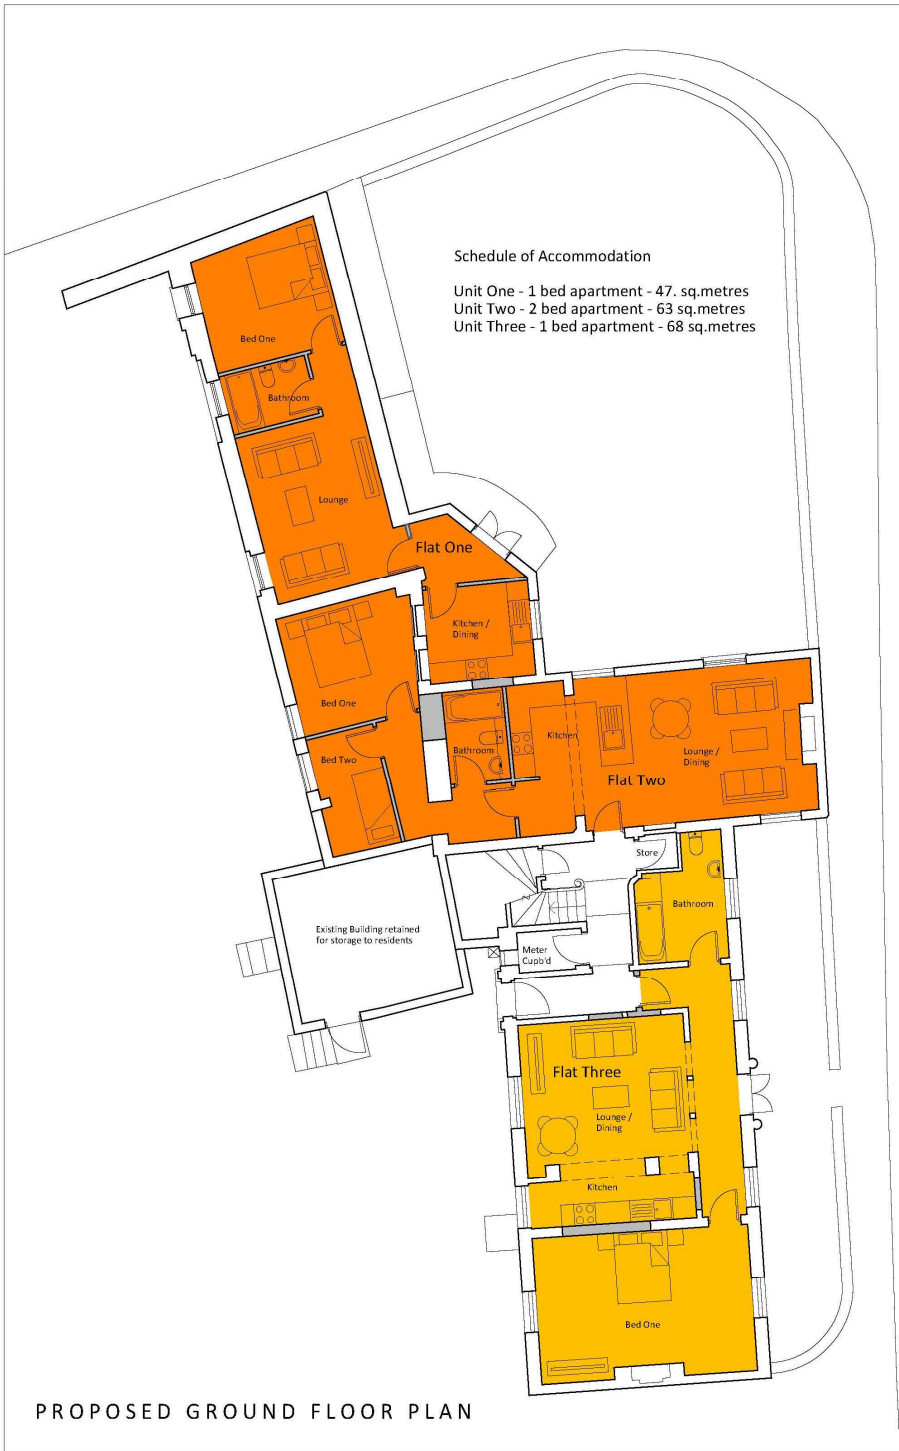 Schedule of Accommodation
Unit One - 1 bed apartment - 47. sq.metres
Unit Two - 2 bed apartment - 63 sq.metres
Unit Three - 1 bed apartment - 68 sq.metres
Bed One
Bathroom
Lounge
Flat One
Kitchen /
Dining
Bed One
Bed Two
Bathroom
Kitchen
Lounge /
Dining
Flat Two
Store
Bathroom
Existing Building retained
for storage to residents
Meter
Cupb'd
Flat Three
Lounge /
Dining
Kitchen
Bed One
PROPOSED GROUND FLOOR PLAN